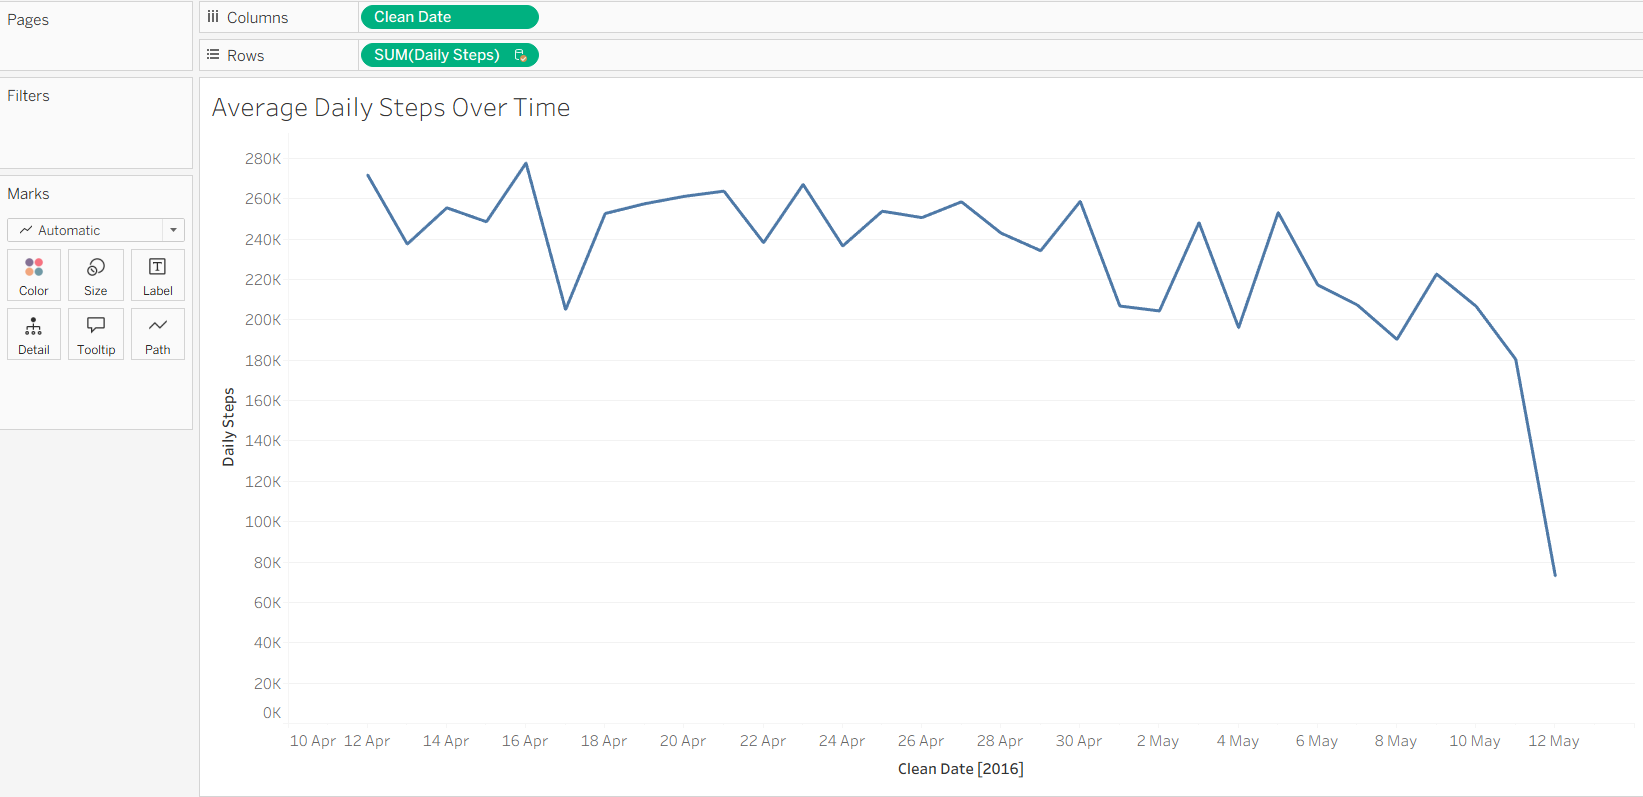 Pages
Columns
Clean Date
Rows
SUM(Daily Steps)
Filters
Marks
Automatic
Color
Size
Label
Detail
Tooltip
Path
Average Daily Steps Over Time
280K
260K
240K
220K
200K
180K
160K
140K
120K
100K
80K
60K
40K
20K
0K
Daily Steps
10 Apr 12 Apr 14 Apr 16 Apr 18 Apr 20 Apr 22 Apr 24 Apr 26 Apr 28 Apr 30 Apr 2 May 4 May 6 May 8 May 10 May 12 May
Clean Date [2016]